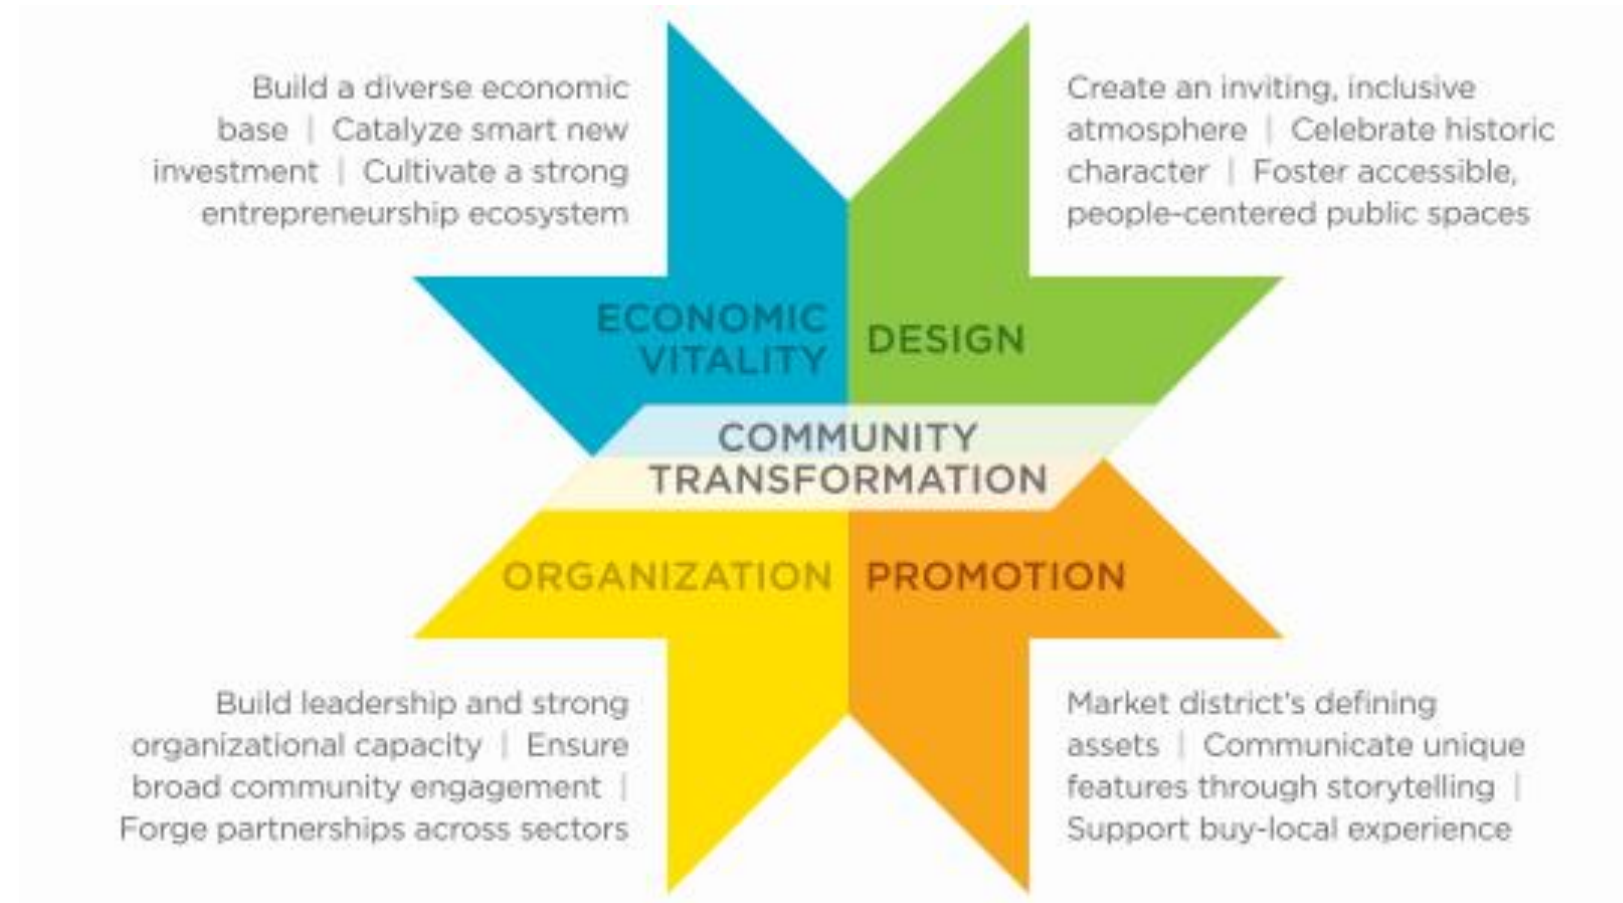 Build a diverse economic
base | Catalyze smart new
investment | Cultivate a strong
entrepreneurship ecosystem
Create an inviting, inclusive
atmosphere | Celebrate historic
character | Foster accessible,
people-centered public spaces
ECONOMIC
VITALITY
DESIGN
COMMUNITY
TRANSFORMATION
ORGANIZATION
PROMOTION
Build leadership and strong
organizational capacity | Ensure
broad community engagement |
Forge partnerships across sectors
Market district's defining
assets | Communicate unique
features through storytelling |
Support buy-local experience